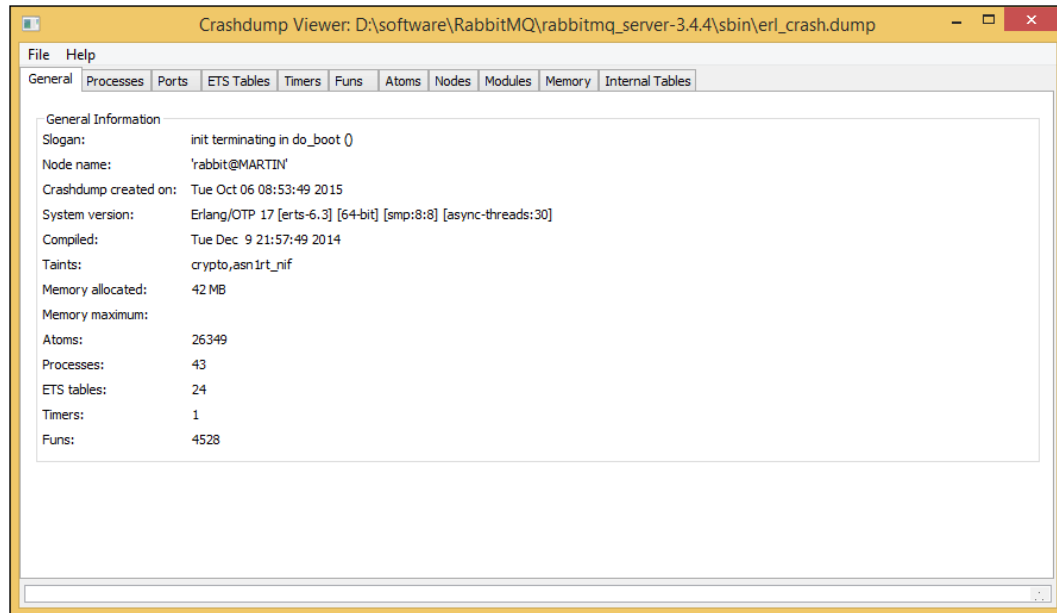 Crashdump Viewer: D:\software\RabbitMQ\rabbitmq_server-3.4.4\sbin\erl_crash.dump
File Help
General Processes Ports ETS Tables Timers Funs Atoms Nodes Modules Memory Internal Tables
General Information
Slogan: init terminating in do_boot ()
Node name: 'rabbit@MARTIN'
Crashdump created on: Tue Oct 06 08:53:49 2015
System version: Erlang/OTP 17 [erts-6.3] [64-bit] [smp:8:8] [async-threads:30]
Compiled: Tue Dec 9 21:57:49 2014
Taints: crypto,asn1rt_nif
Memory allocated: 42 MB
Memory maximum:
Atoms: 26349
Processes: 43
ETS tables: 24
Timers: 1
Funs: 4528